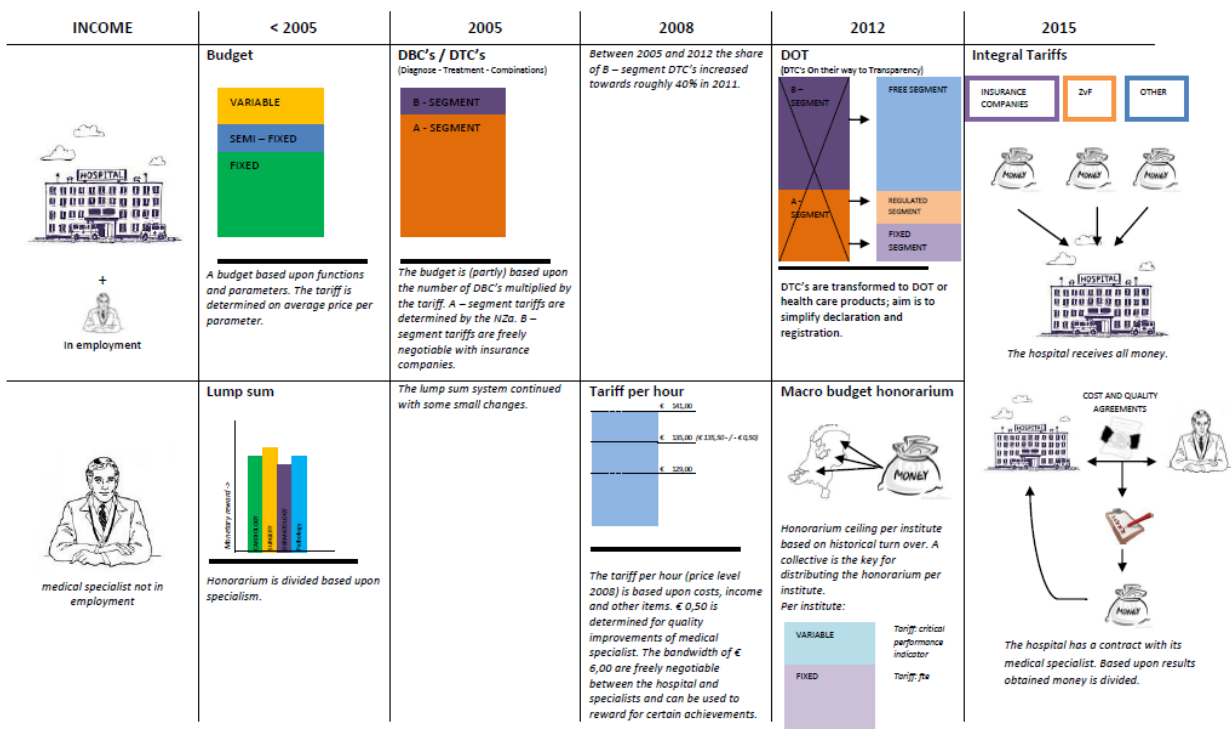 INCOME
< 2005
2005
2008
2012
2015
HOSPITAL
+
In employment
Budget
VARIABLE
SEMI – FIXED
FIXED
A budget based upon functions
and parameters. The tariff is
determined on average price per
parameter.
DBC's / DTC's
(Diagnose - Treatment - Combinations)
B - SEGMENT
A - SEGMENT
The budget is (partly) based upon
the number of DBC's multiplied by
the tariff. A – segment tariffs are
determined by the NZa. B –
segment tariffs are freely
negotiable with insurance
companies.
Between 2005 and 2012 the share
of B – segment DTC's increased
towards roughly 40% in 2011.
DOT
(DTC's On their way to Transparency)
B –
SEGMENT
A -
SEGMENT
FREE SEGMENT
REGULATED
SEGMENT
FIXED
SEGMENT
DTC's are transformed to DOT or
health care products; aim is to
simplify declaration and
registration.
Integral Tariffs
INSURANCE
COMPANIES
ZvF
OTHER
MONEY
MONEY
MONEY
HOSPITAL
The hospital receives all money.
medical specialist not in
employment
Lump sum
Monetary reward ->
CARDIOLOGY
SURGERY
DERMATOLOGY
Pathology
Honorarium is divided based upon
specialism.
The lump sum system continued
with some small changes.
Tariff per hour
€ 141,00
€ 135,00 (€ 135,50 - / - € 0,50)
€ 129,00
The tariff per hour (price level
2008) is based upon costs, income
and other items. € 0,50 is
determined for quality
improvements of medical
specialist. The bandwidth of €
6,00 are freely negotiable
between the hospital and
specialists and can be used to
reward for certain achievements.
Macro budget honorarium
MONEY
Honorarium ceiling per institute
based on historical turn over. A
collective is the key for
distributing the honorarium per
institute.
Per institute:
VARIABLE
FIXED
Tariff: critical
performance
indicator
Tariff: fte
COST AND QUALITY
AGREEMENTS
HOSPITAL
MONEY
The hospital has a contract with its
medical specialist. Based upon results
obtained money is divided.